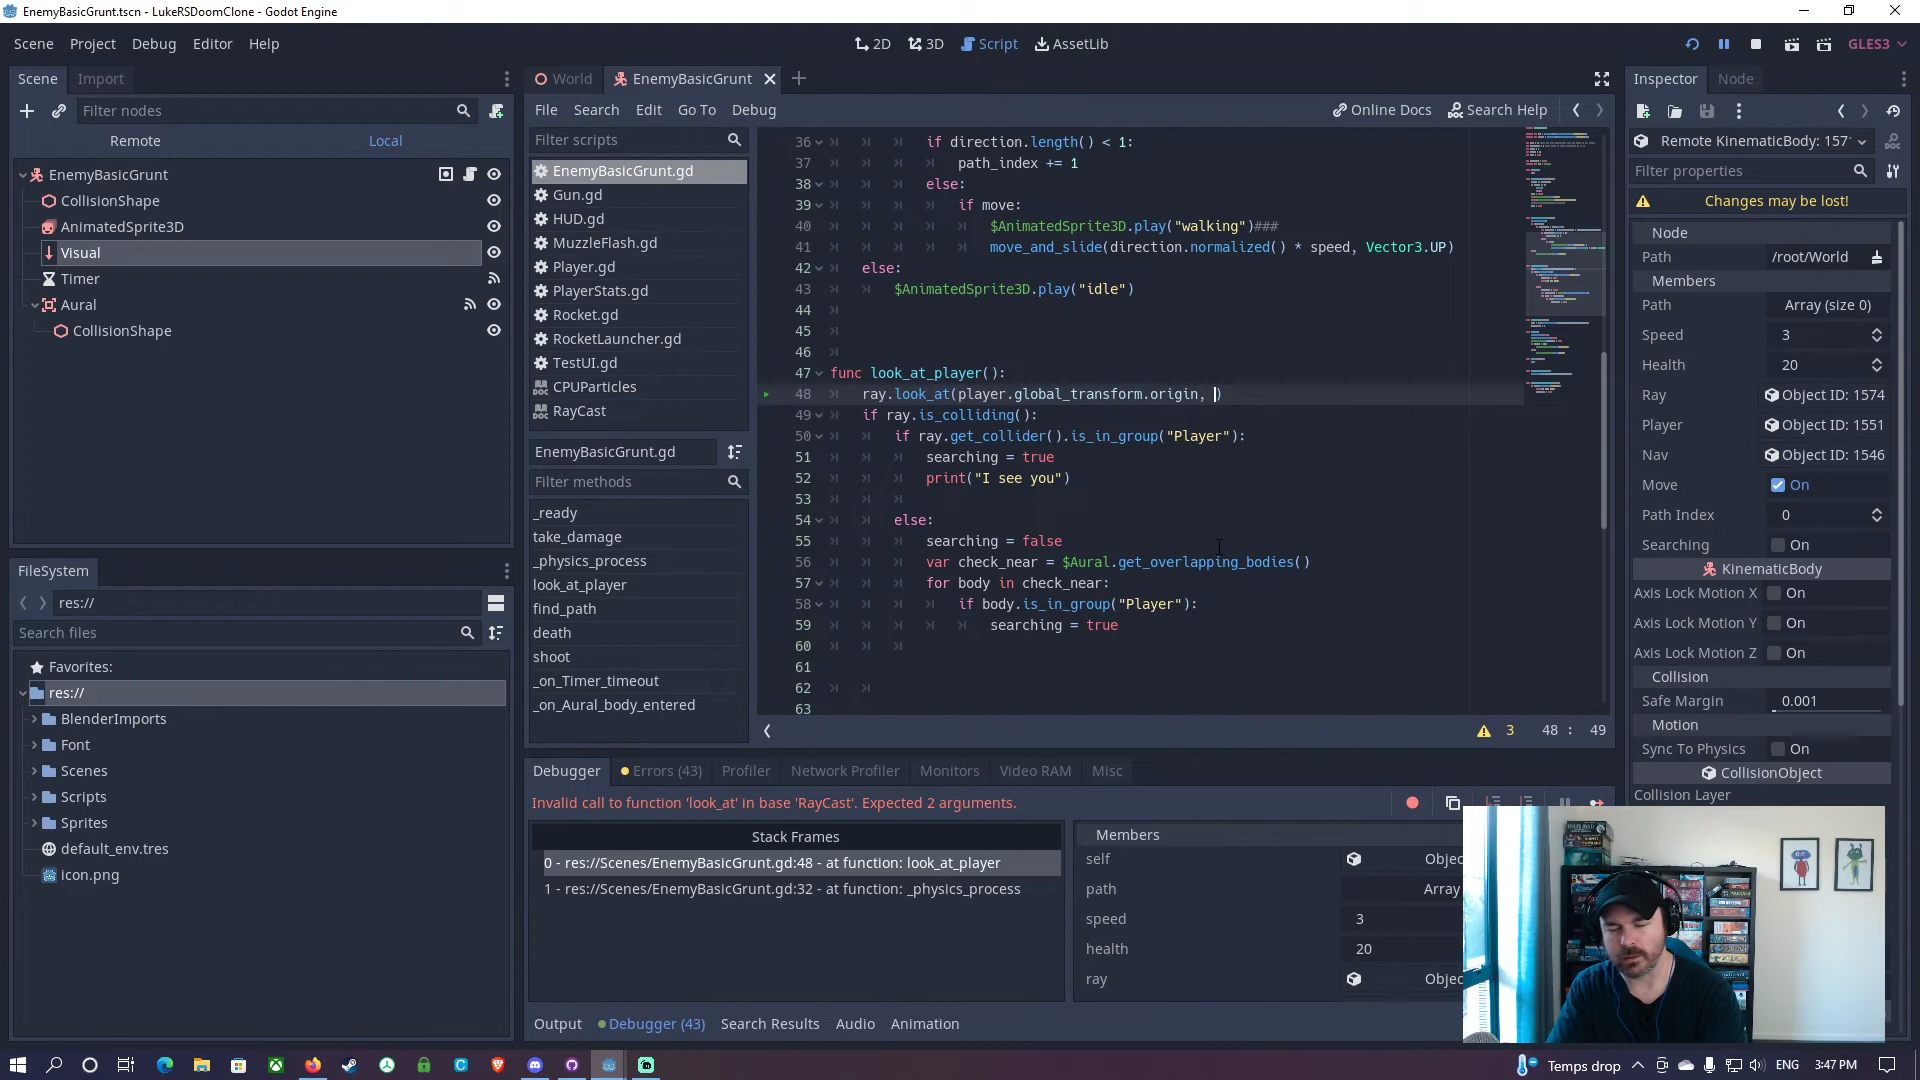 EnemyBasicGrunt.tscn - LukeRSDoomClone - Godot Engine
Scene Project Debug Editor Help
2D 3D Script AssetLib
GLES3
Scene Import
Filter nodes
Remote Local
EnemyBasicGrunt
CollisionShape
AnimatedSprite3D
Visual
Timer
Aural
CollisionShape
FileSystem
res://
Search files
Favorites:
res://
BlenderImports
Font
Scenes
Scripts
Sprites
default_env.tres
icon.png
World EnemyBasicGrunt
File Search Edit Go To Debug
Online Docs Search Help
Filter scripts
EnemyBasicGrunt.gd
Gun.gd
HUD.gd
MuzzleFlash.gd
Player.gd
PlayerStats.gd
Rocket.gd
RocketLauncher.gd
TestUI.gd
CPUParticles
RayCast
EnemyBasicGrunt.gd
Filter methods
_ready
take_damage
_physics_process
look_at_player
find_path
death
shoot
_on_Timer_timeout
_on_Aural_body_entered
36 if direction.length() < 1:
37 path_index += 1
38 else:
39 if move:
40 $AnimatedSprite3D.play("walking")###
41 move_and_slide(direction.normalized() * speed, Vector3.UP)
42 else:
43 $AnimatedSprite3D.play("idle")
44
45
46
47 func look_at_player():
48 ray.look_at(player.global_transform.origin, )
49 if ray.is_colliding():
50 if ray.get_collider().is_in_group("Player"):
51 searching = true
52 print("I see you")
53
54 else:
55 searching = false
56 var check_near = $Aural.get_overlapping_bodies()
57 for body in check_near:
58 if body.is_in_group("Player"):
59 searching = true
60
61
62
63
3 48 : 49
Debugger Errors (43) Profiler Network Profiler Monitors Video RAM Misc
Invalid call to function 'look_at' in base 'RayCast'. Expected 2 arguments.
Stack Frames
0 - res://Scenes/EnemyBasicGrunt.gd:48 - at function: look_at_player
1 - res://Scenes/EnemyBasicGrunt.gd:32 - at function: _physics_process
Members
self Objec
path Array
speed 3
health 20
ray Objec
Output Debugger (43) Search Results Audio Animation
Inspector Node
Remote KinematicBody: 157
Filter properties
Changes may be lost!
Node
Path /root/World
Members
Path Array (size 0)
Speed 3
Health 20
Ray Object ID: 1574
Player Object ID: 1551
Nav Object ID: 1546
Move On
Path Index 0
Searching On
KinematicBody
Axis Lock Motion X On
Axis Lock Motion Y On
Axis Lock Motion Z On
Collision
Safe Margin 0.001
Motion
Sync To Physics On
CollisionObject
Collision Layer
Temps drop ENG 3:47 PM